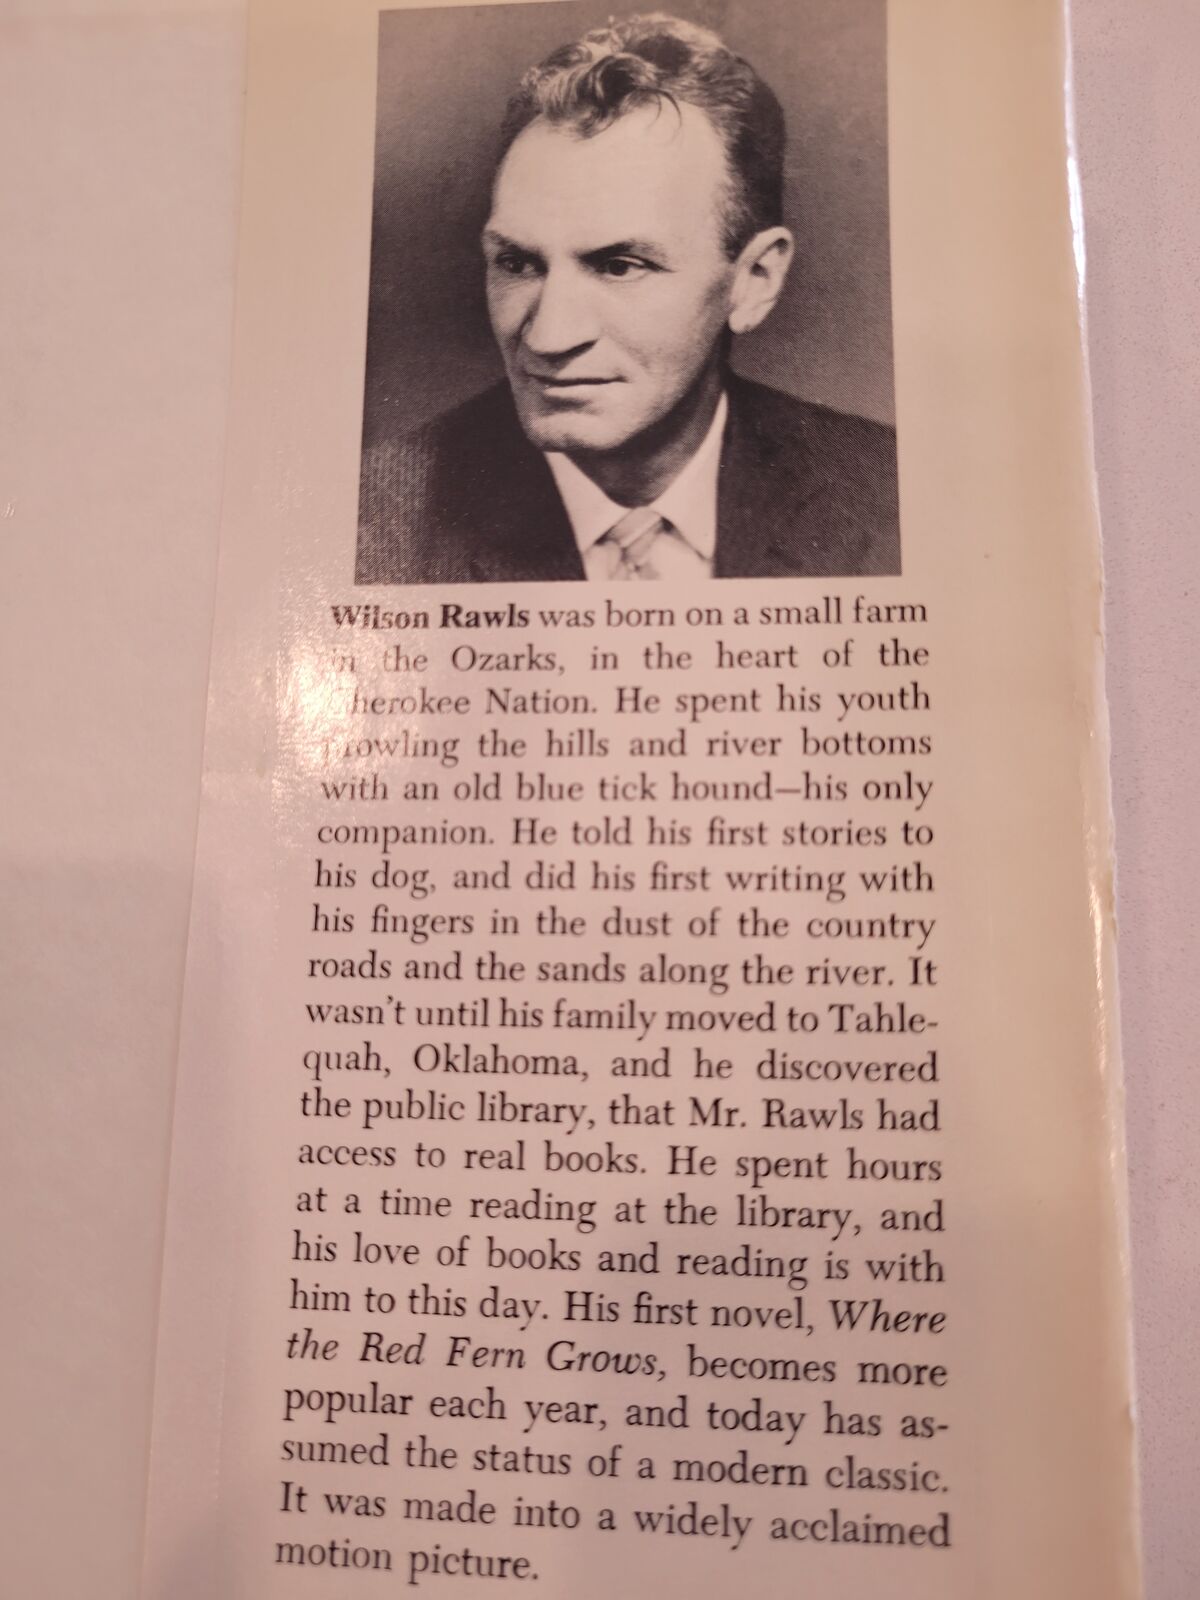 Wilson Rawls was born on a small farm
in the Ozarks, in the heart of the
Cherokee Nation. He spent his youth
prowling the hills and river bottoms
with an old blue tick hound—his only
companion. He told his first stories to
his dog, and did his first writing with
his fingers in the dust of the country
roads and the sands along the river. It
wasn't until his family moved to Tahle-
quah, Oklahoma, and he discovered
the public library, that Mr. Rawls had
access to real books. He spent hours
at a time reading at the library, and
his love of books and reading is with
him to this day. His first novel, Where
the Red Fern Grows, becomes more
popular each year, and today has as-
sumed the status of a modern classic.
It was made into a widely acclaimed
motion picture.